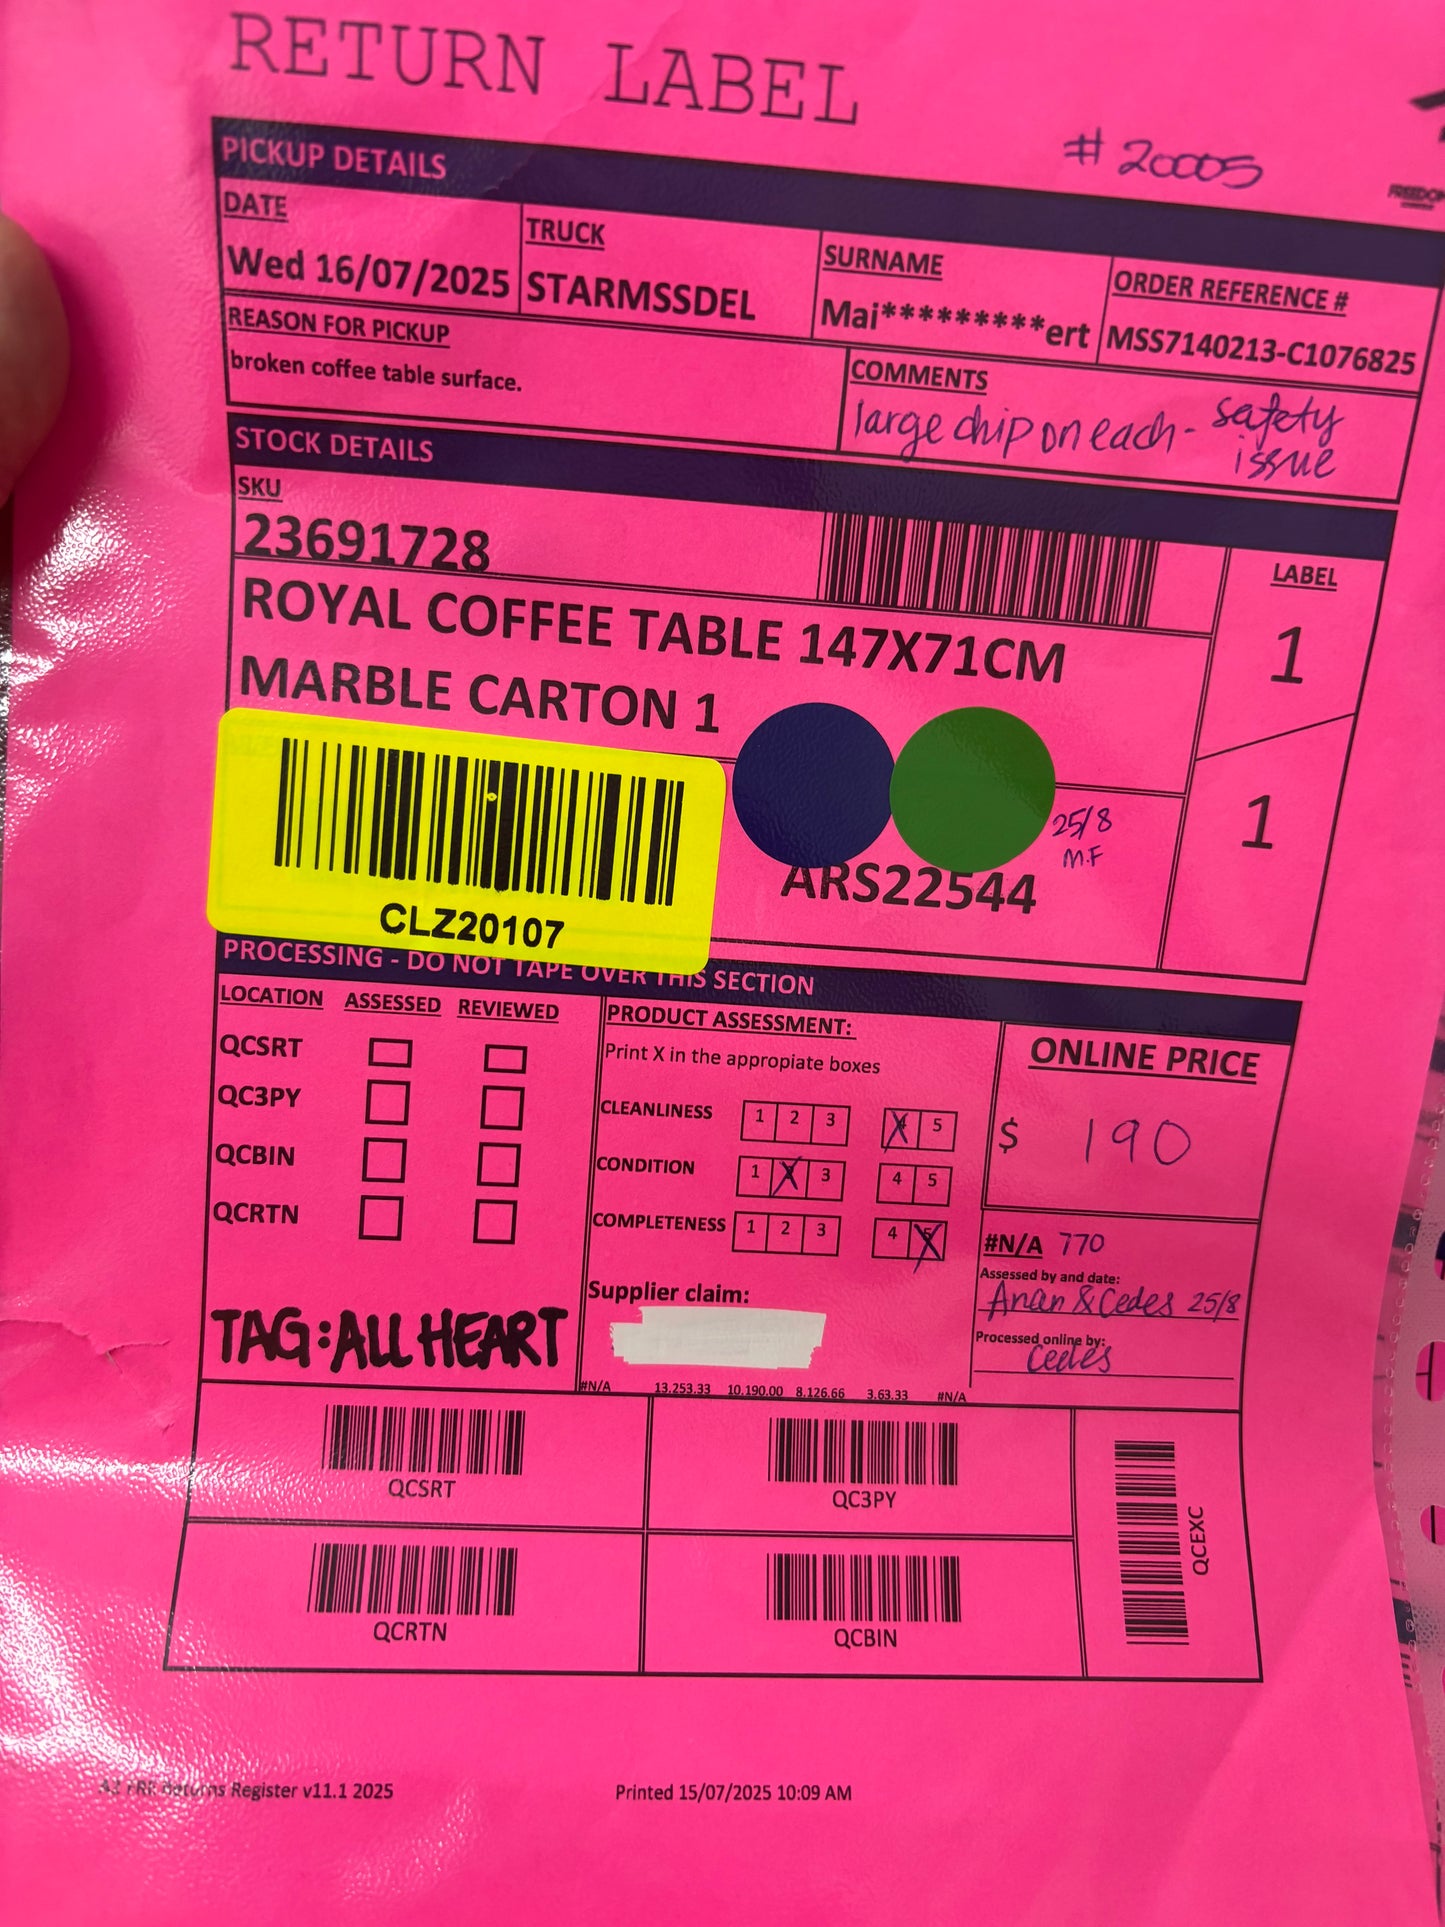 RETURN LABEL
# 20005
FREEDOM
PICKUP DETAILS
DATE
TRUCK
SURNAME
ORDER REFERENCE #
Wed 16/07/2025
STARMSSDEL
Mai*********ert
MSS7140213-C1076825
REASON FOR PICKUP
broken coffee table surface.
COMMENTS
large chip on each - safety
issue
STOCK DETAILS
SKU
23691728
LABEL
ROYAL COFFEE TABLE 147X71CM
MARBLE CARTON 1
1
1
25/8
M.F
ARS22544
CLZ20107
PROCESSING - DO NOT TAPE OVER THIS SECTION
LOCATION ASSESSED REVIEWED
QCSRT
QC3PY
QCBIN
QCRTN
TAG:ALL HEART
PRODUCT ASSESSMENT:
Print X in the appropiate boxes
CLEANLINESS 1 2 3 4 5
CONDITION 1 X 3 4 5
COMPLETENESS 1 2 3 4 5
Supplier claim:
#N/A 13.253.33 10.190.00 8.126.66 3.63.33 #N/A
ONLINE PRICE
$ 190
#N/A 770
Assessed by and date:
Anan & Cedes 25/8
Processed online by:
Cedes
QCSRT
QC3PY
QCEXC
QCRTN
QCBIN
Returns Register v11.1 2025
Printed 15/07/2025 10:09 AM